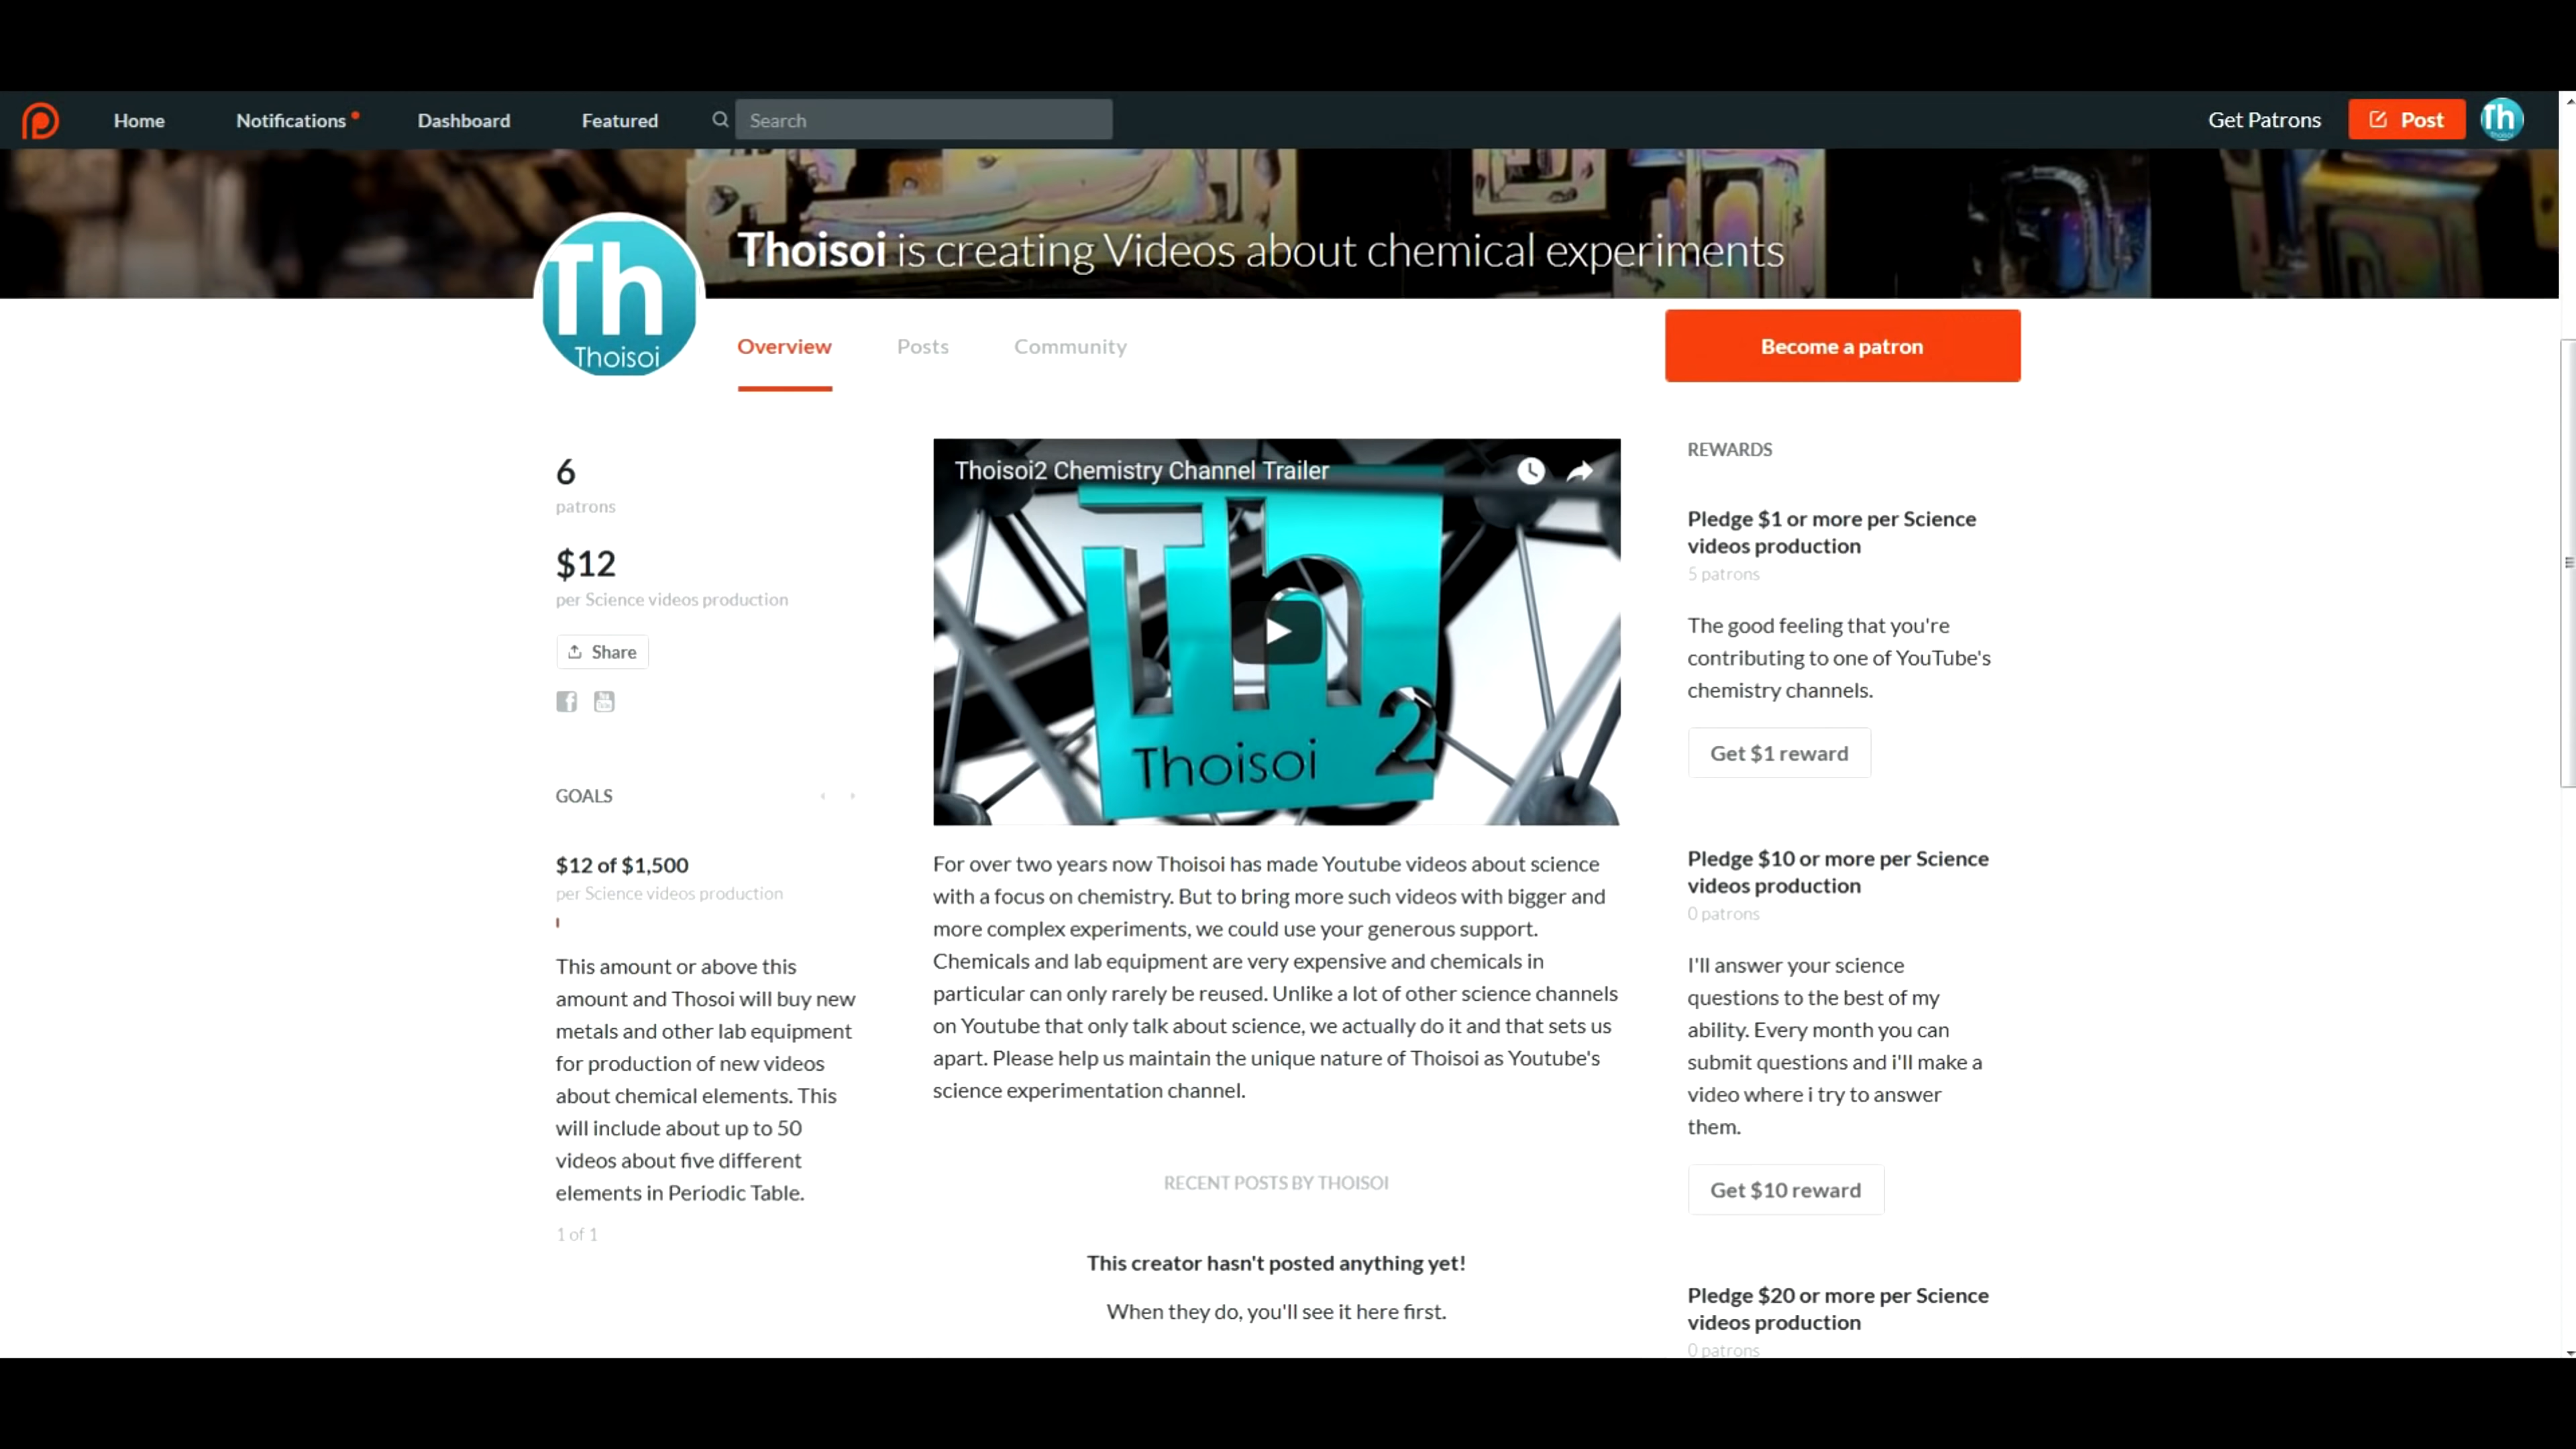 Home Notifications Dashboard Featured Search Get Patrons Post Th
Thoisoi is creating Videos about chemical experiments
Th
Thoisoi
Overview Posts Community
Become a patron
6
patrons
$12
per Science videos production
Share
GOALS
$12 of $1,500
per Science videos production
This amount or above this
amount and Thosoi will buy new
metals and other lab equipment
for production of new videos
about chemical elements. This
will include about up to 50
videos about five different
elements in Periodic Table.
1 of 1
Thoisoi2 Chemistry Channel Trailer
Th
Thoisoi 2
For over two years now Thoisoi has made Youtube videos about science
with a focus on chemistry. But to bring more such videos with bigger and
more complex experiments, we could use your generous support.
Chemicals and lab equipment are very expensive and chemicals in
particular can only rarely be reused. Unlike a lot of other science channels
on Youtube that only talk about science, we actually do it and that sets us
apart. Please help us maintain the unique nature of Thoisoi as Youtube's
science experimentation channel.
RECENT POSTS BY THOISOI
This creator hasn't posted anything yet!
When they do, you'll see it here first.
REWARDS
Pledge $1 or more per Science
videos production
5 patrons
The good feeling that you're
contributing to one of YouTube's
chemistry channels.
Get $1 reward
Pledge $10 or more per Science
videos production
0 patrons
I'll answer your science
questions to the best of my
ability. Every month you can
submit questions and i'll make a
video where i try to answer
them.
Get $10 reward
Pledge $20 or more per Science
videos production
0 patrons